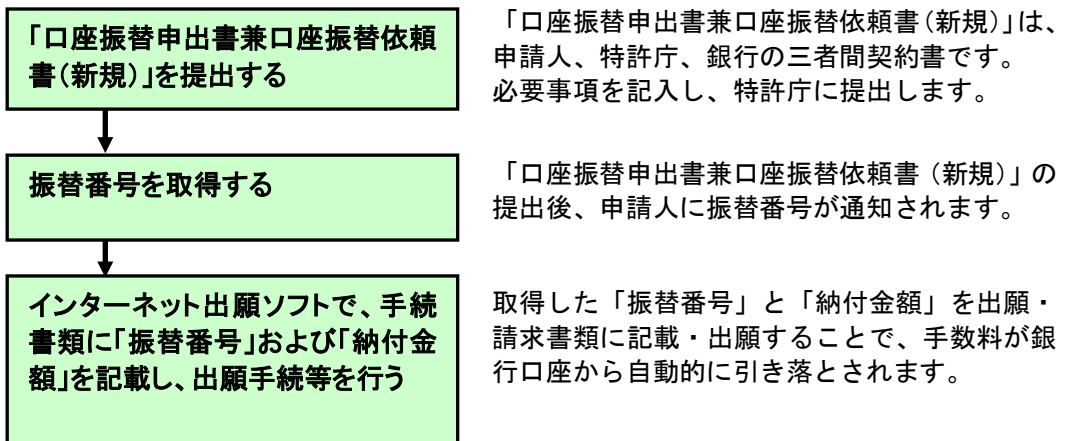 「口座振替申出書兼口座振替依頼
書（新規）」を提出する
「口座振替申出書兼口座振替依頼書（新規）」は、
申請人、特許庁、銀行の三者間契約書です。
必要事項を記入し、特許庁に提出します。
振替番号を取得する
「口座振替申出書兼口座振替依頼書（新規）」の
提出後、申請人に振替番号が通知されます。
インターネット出願ソフトで、手続
書類に「振替番号」および「納付金
額」を記載し、出願手続等を行う
取得した「振替番号」と「納付金額」を出願・
請求書類に記載・出願することで、手数料が銀
行口座から自動的に引き落とされます。